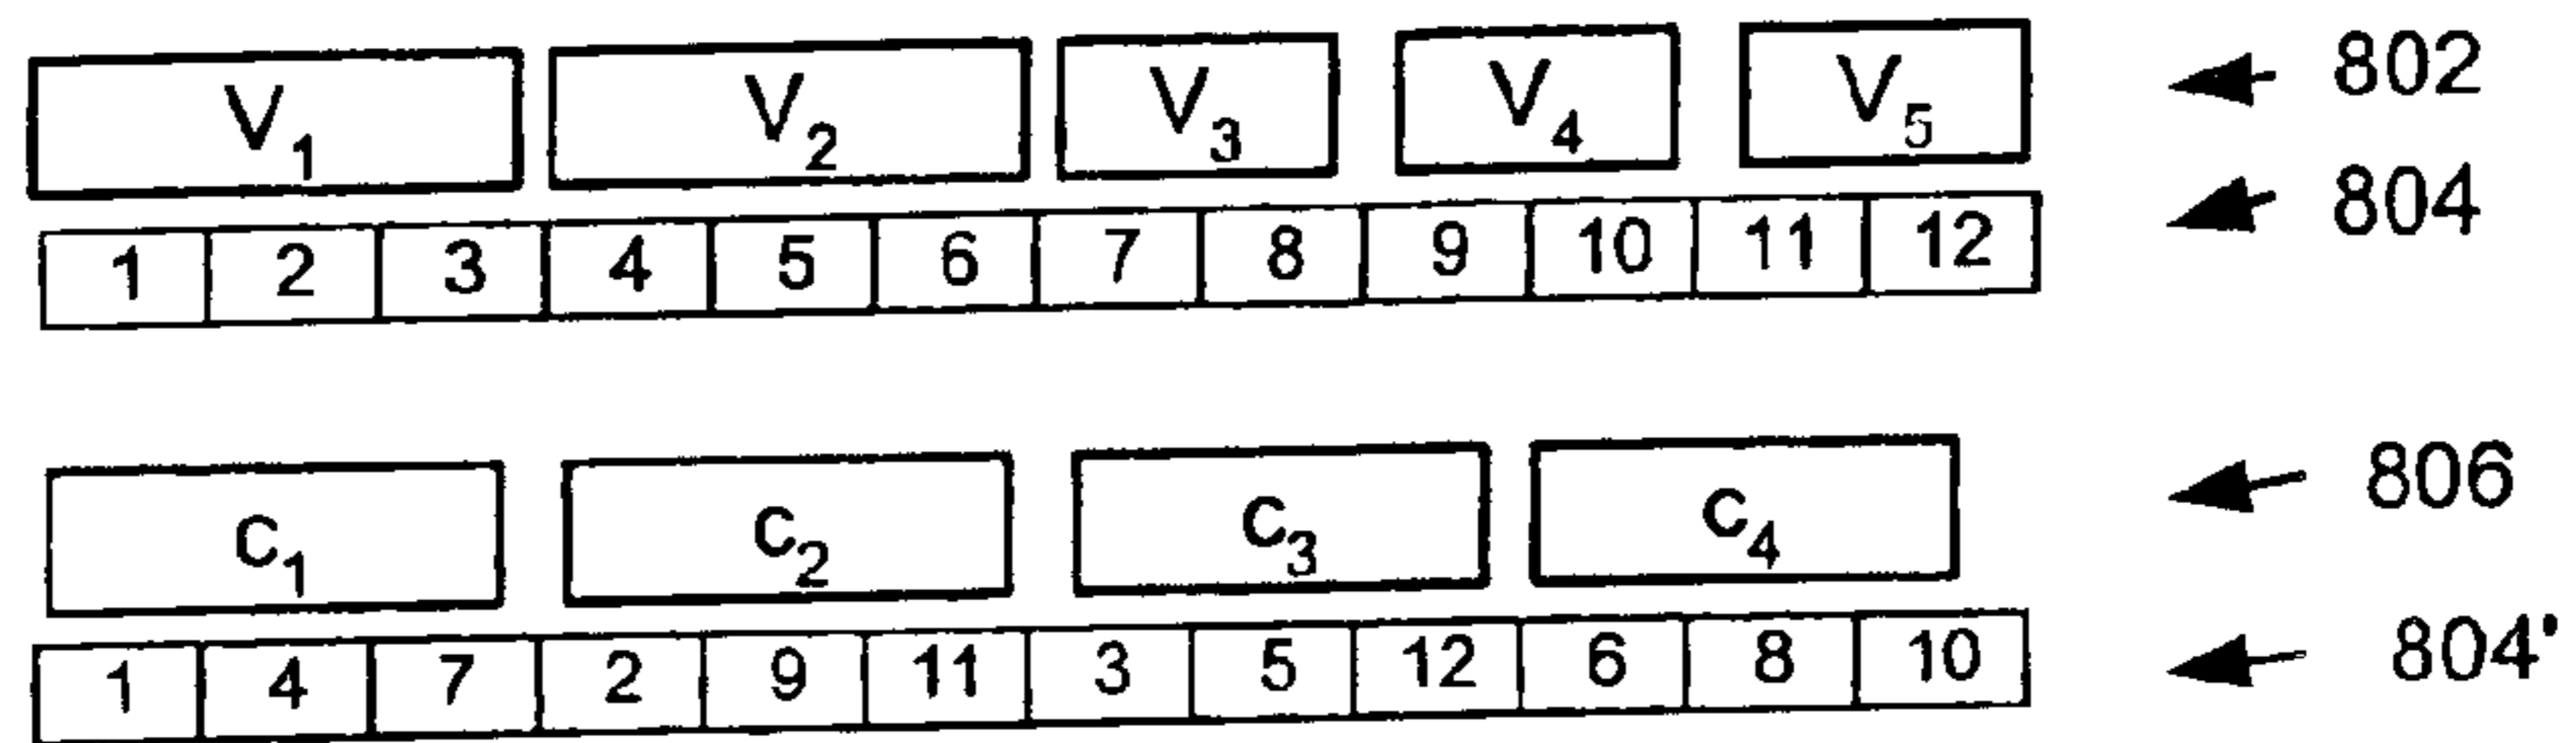 V₁ V₂ V₃ V₄ V₅ 802
1 2 3 4 5 6 7 8 9 10 11 12 804
c₁ c₂ c₃ c₄ 806
1 4 7 2 9 11 3 5 12 6 8 10 804'